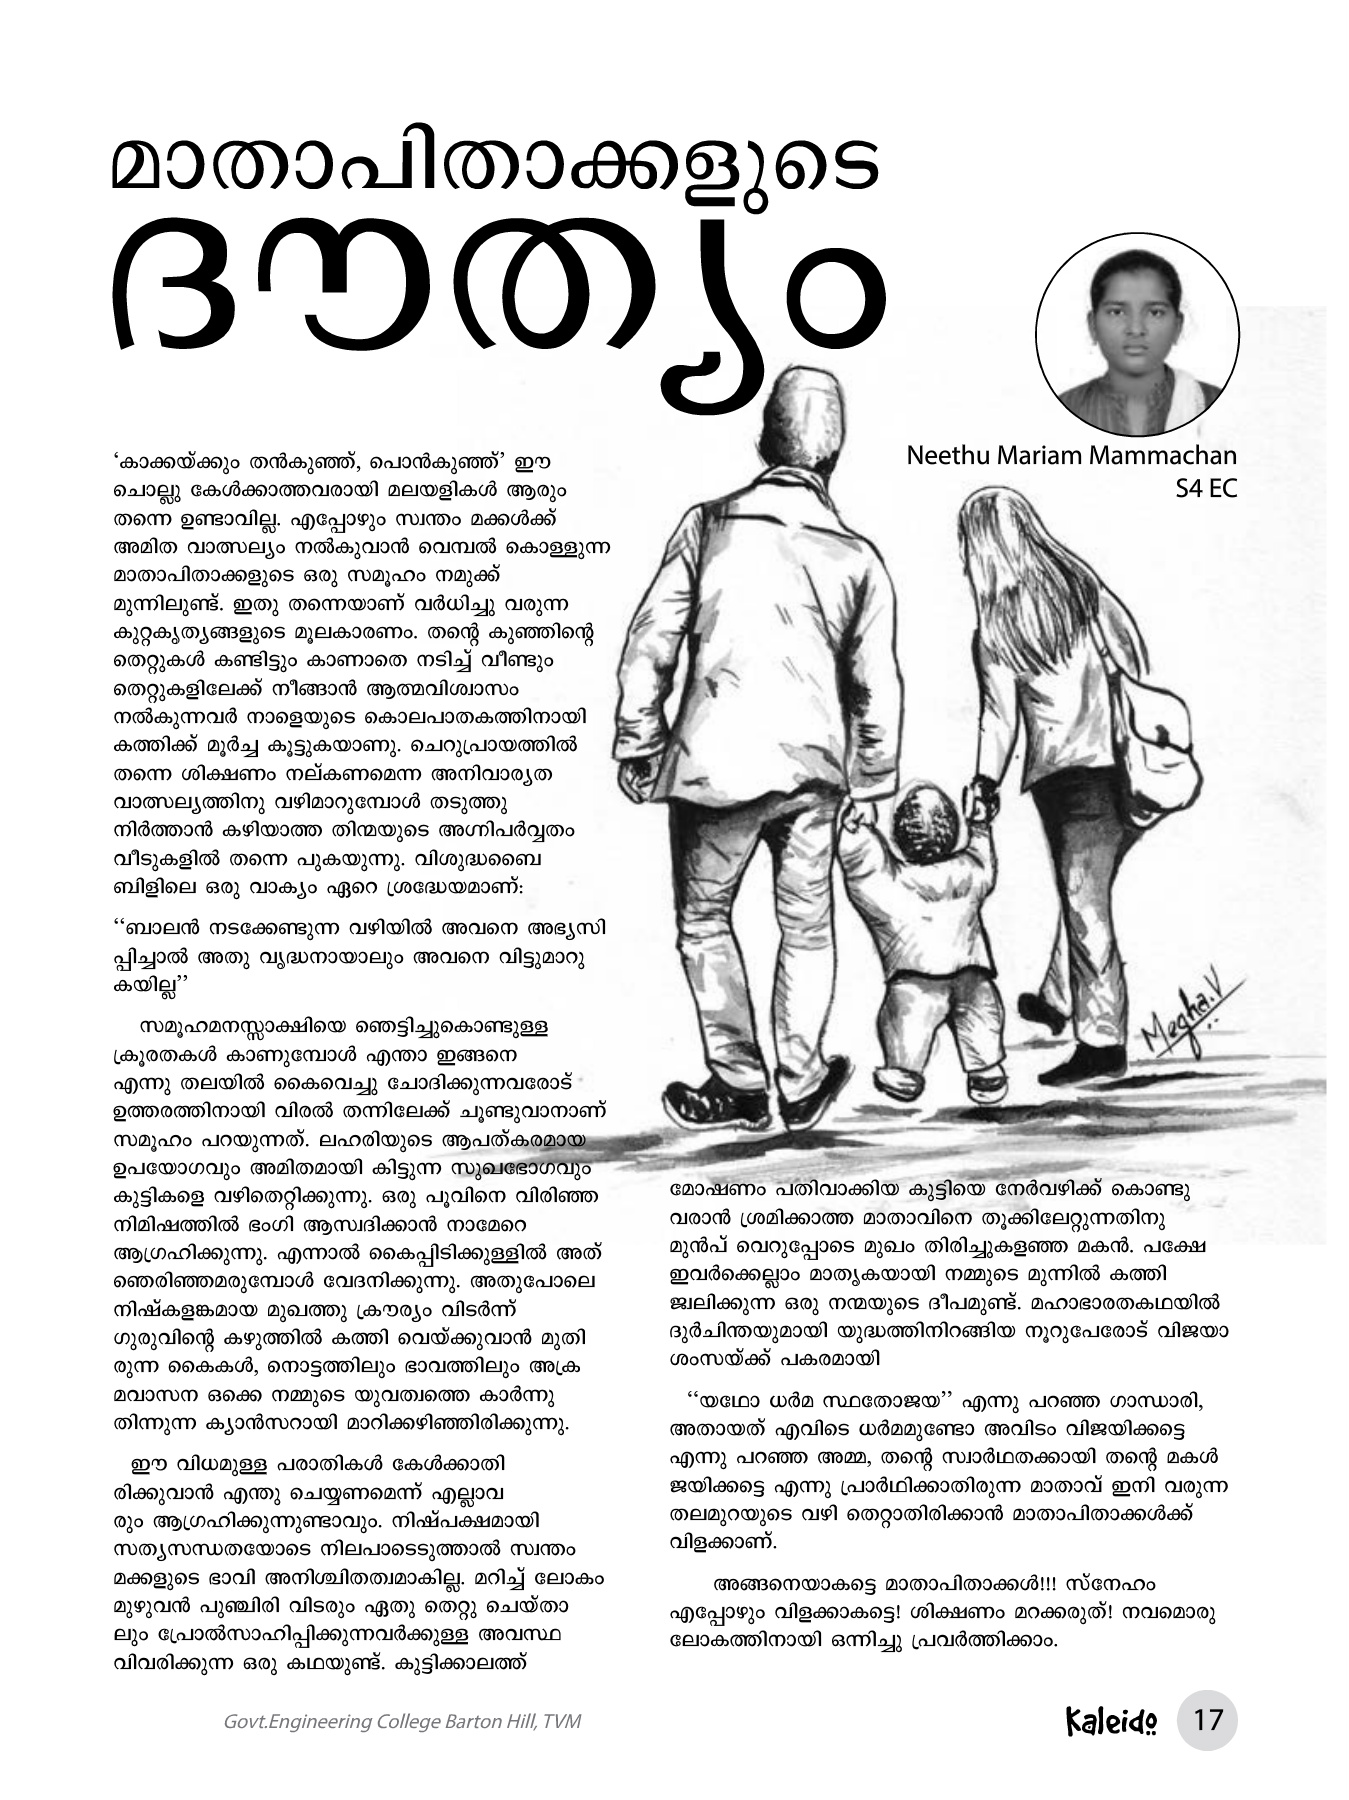 മാതാപിതാക്കളുടെ
ദൗത്യം
Neethu Mariam Mammachan
S4 EC
‘കാക്കയ്ക്കും തൻകുഞ്ഞ്, പൊൻകുഞ്ഞ്’ ഈ
ചൊല്ലു കേൾക്കാത്തവരായി മലയളികൾ ആരും
തന്നെ ഉണ്ടാവില്ല. എപ്പോഴും സ്വന്തം മക്കൾക്ക്
അമിത വാത്സല്യം നൽകുവാൻ വെമ്പൽ കൊള്ളുന്ന
മാതാപിതാക്കളുടെ ഒരു സമൂഹം നമുക്ക്
മുന്നിലുണ്ട്. ഇതു തന്നെയാണ് വർധിച്ചു വരുന്ന
കുറ്റകൃത്യങ്ങളുടെ മൂലകാരണം. തന്റെ കുഞ്ഞിന്റെ
തെറ്റുകൾ കണ്ടിട്ടും കാണാതെ നടിച്ച് വീണ്ടും
തെറ്റുകളിലേക്ക് നീങ്ങാൻ ആത്മവിശ്വാസം
നൽകുന്നവർ നാളെയുടെ കൊലപാതകത്തിനായി
കത്തിക്ക് മൂർച്ച കൂട്ടുകയാണു. ചെറുപ്രായത്തിൽ
തന്നെ ശിക്ഷണം നല്കണമെന്ന അനിവാര്യത
വാത്സല്യത്തിനു വഴിമാറുമ്പോൾ തടുത്തു
നിർത്താൻ കഴിയാത്ത തിന്മയുടെ അഗ്നിപർവ്വതം
വീടുകളിൽ തന്നെ പുകയുന്നു. വിശുദ്ധബൈ
ബിളിലെ ഒരു വാക്യം ഏറെ ശ്രദ്ധേയമാണ്:
‘‘ബാലൻ നടക്കേണ്ടുന്ന വഴിയിൽ അവനെ അഭ്യസി
പ്പിച്ചാൽ അതു വൃദ്ധനായാലും അവനെ വിട്ടുമാറു
കയില്ല’’
സമൂഹമനസ്സാക്ഷിയെ ഞെട്ടിച്ചുകൊണ്ടുള്ള
ക്രൂരതകൾ കാണുമ്പോൾ എന്താ ഇങ്ങനെ
എന്നു തലയിൽ കൈവെച്ചു ചോദിക്കുന്നവരോട്
ഉത്തരത്തിനായി വിരൽ തന്നിലേക്ക് ചൂണ്ടുവാനാണ്
സമൂഹം പറയുന്നത്. ലഹരിയുടെ ആപത്കരമായ
ഉപയോഗവും അമിതമായി കിട്ടുന്ന സുഖഭോഗവും
കുട്ടികളെ വഴിതെറ്റിക്കുന്നു. ഒരു പൂവിനെ വിരിഞ്ഞ
നിമിഷത്തിൽ ഭംഗി ആസ്വദിക്കാൻ നാമേറെ
ആഗ്രഹിക്കുന്നു. എന്നാൽ കൈപ്പിടിക്കുള്ളിൽ അത്
ഞെരിഞ്ഞമരുമ്പോൾ വേദനിക്കുന്നു. അതുപോലെ
നിഷ്കളങ്കമായ മുഖത്തു ക്രൗര്യം വിടർന്ന്
ഗുരുവിന്റെ കഴുത്തിൽ കത്തി വെയ്ക്കുവാൻ മുതി
രുന്ന കൈകൾ, നൊട്ടത്തിലും ഭാവത്തിലും അക്ര
മവാസന ഒക്കെ നമ്മുടെ യുവത്വത്തെ കാർന്നു
തിന്നുന്ന ക്യാൻസറായി മാറിക്കഴിഞ്ഞിരിക്കുന്നു.
ഈ വിധമുള്ള പരാതികൾ കേൾക്കാതി
രിക്കുവാൻ എന്തു ചെയ്യണമെന്ന് എല്ലാവ
രും ആഗ്രഹിക്കുന്നുണ്ടാവും. നിഷ്പക്ഷമായി
സത്യസന്ധതയോടെ നിലപാടെടുത്താൽ സ്വന്തം
മക്കളുടെ ഭാവി അനിശ്ചിതത്വമാകില്ല. മറിച്ച് ലോകം
മുഴുവൻ പുഞ്ചിരി വിടരും ഏതു തെറ്റു ചെയ്താ
ലും പ്രോൽസാഹിപ്പിക്കുന്നവർക്കുള്ള അവസ്ഥ
വിവരിക്കുന്ന ഒരു കഥയുണ്ട്. കുട്ടിക്കാലത്ത്
Megha.V
മോഷണം പതിവാക്കിയ കുട്ടിയെ നേർവഴിക്ക് കൊണ്ടു
വരാൻ ശ്രമിക്കാത്ത മാതാവിനെ തൂക്കിലേറ്റുന്നതിനു
മുൻപ് വെറുപ്പോടെ മുഖം തിരിച്ചുകളഞ്ഞ മകൻ. പക്ഷേ
ഇവർക്കെല്ലാം മാതൃകയായി നമ്മുടെ മുന്നിൽ കത്തി
ജ്വലിക്കുന്ന ഒരു നന്മയുടെ ദീപമുണ്ട്. മഹാഭാരതകഥയിൽ
ദുർചിന്തയുമായി യുദ്ധത്തിനിറങ്ങിയ നൂറുപേരോട് വിജയാ
ശംസയ്ക്ക് പകരമായി
‘‘യഥോ ധർമ സ്ഥതോജയ’’ എന്നു പറഞ്ഞ ഗാന്ധാരി,
അതായത് എവിടെ ധർമമുണ്ടോ അവിടം വിജയിക്കട്ടെ
എന്നു പറഞ്ഞ അമ്മ, തന്റെ സ്വാർഥതക്കായി തന്റെ മകൾ
ജയിക്കട്ടെ എന്നു പ്രാർഥിക്കാതിരുന്ന മാതാവ് ഇനി വരുന്ന
തലമുറയുടെ വഴി തെറ്റാതിരിക്കാൻ മാതാപിതാക്കൾക്ക്
വിളക്കാണ്.
അങ്ങനെയാകട്ടെ മാതാപിതാക്കൾ!!! സ്നേഹം
എപ്പോഴും വിളക്കാകട്ടെ! ശിക്ഷണം മറക്കരുത്! നവമൊരു
ലോകത്തിനായി ഒന്നിച്ചു പ്രവർത്തിക്കാം.
Govt.Engineering College Barton Hill, TVM
Kaleido
17